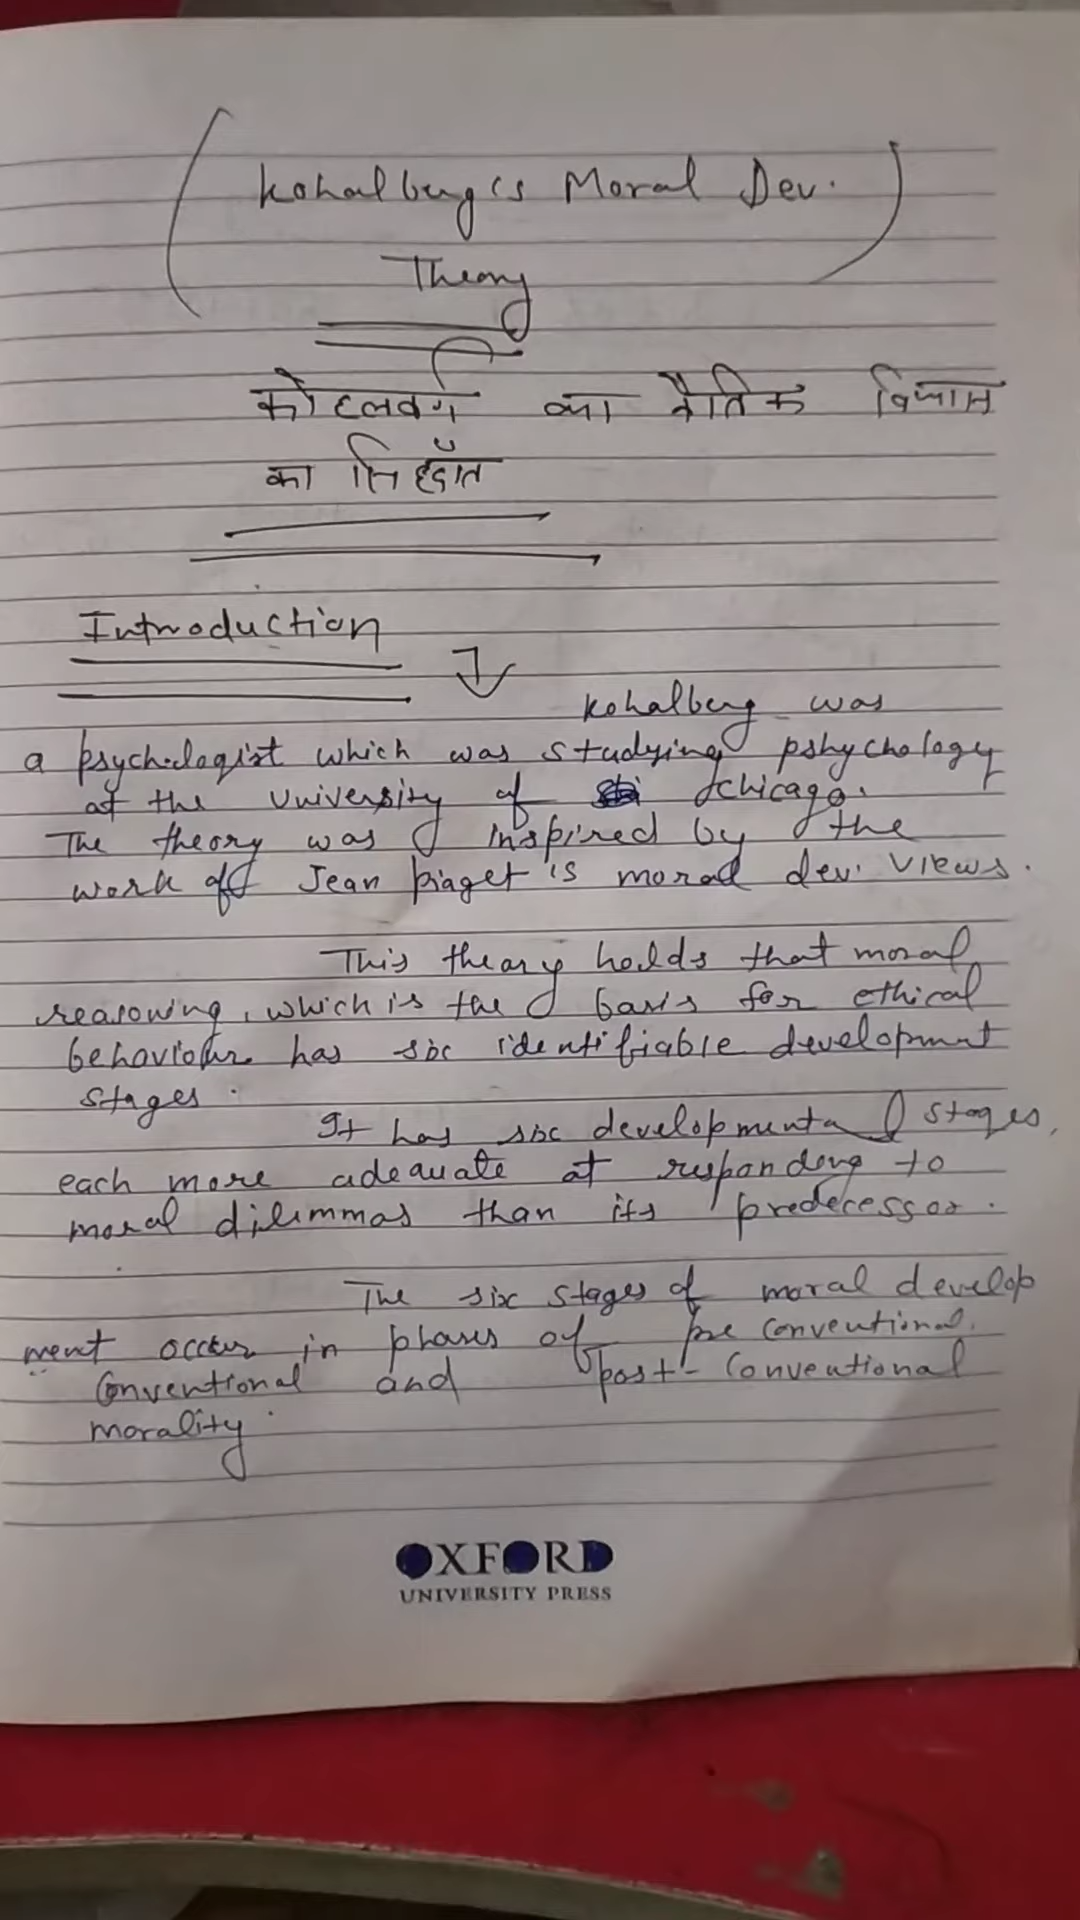 Kohalberg's Moral Dev.
Theory
कोहलबर्ग का नैतिक विकास
का सिद्धाँत
Introduction
Kohalberg was
a psychologist which was studying pshychology
at the University of Chicago.
The theory was inspired by the
work of Jean piaget's moral dev. views.
This theory holds that moral
reasoning, which is the basis for ethical
behaviour has six identifiable development
stages.
It has six developmental stages,
each more adequate at responding to
moral dilemmas than its predecessor.
The six stages of moral develop
ment occur in phases of pre conventional.
Conventional and post-conventional
morality.
OXFORD
UNIVERSITY PRESS